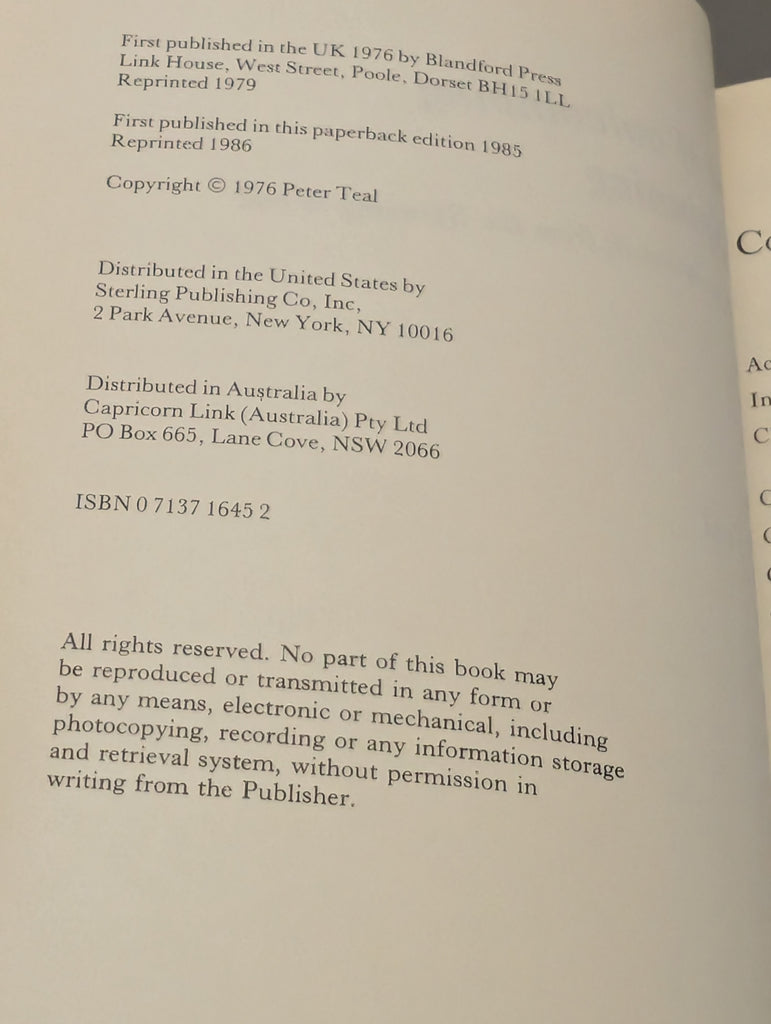 First published in the UK 1976 by Blandford Press
Link House, West Street, Poole, Dorset BH15 1LL
Reprinted 1979
First published in this paperback edition 1985
Reprinted 1986
Copyright © 1976 Peter Teal
Distributed in the United States by
Sterling Publishing Co, Inc,
2 Park Avenue, New York, NY 10016
Distributed in Australia by
Capricorn Link (Australia) Pty Ltd
PO Box 665, Lane Cove, NSW 2066
ISBN 0 7137 1645 2
All rights reserved. No part of this book may
be reproduced or transmitted in any form or
by any means, electronic or mechanical, including
photocopying, recording or any information storage
and retrieval system, without permission in
writing from the Publisher.